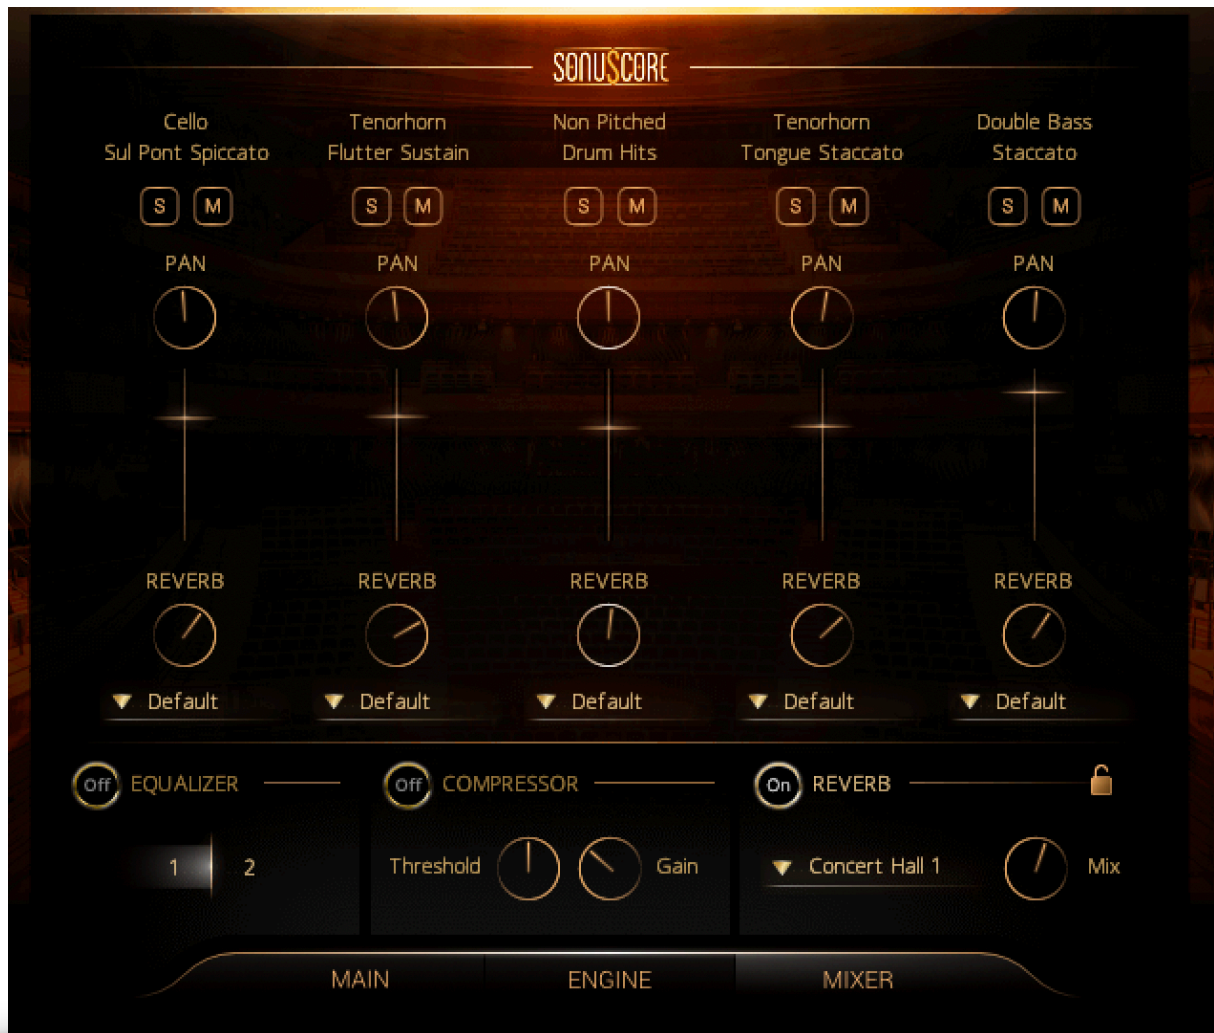 SONUSCORE
Cello
Sul Pont Spiccato
Tenorhorn
Flutter Sustain
Non Pitched
Drum Hits
Tenorhorn
Tongue Staccato
Double Bass
Staccato
S M S M S M S M S M
PAN PAN PAN PAN PAN
REVERB REVERB REVERB REVERB REVERB
Default Default Default Default Default
Off EQUALIZER
1 2
Off COMPRESSOR
Threshold Gain
On REVERB
Concert Hall 1 Mix
MAIN ENGINE MIXER